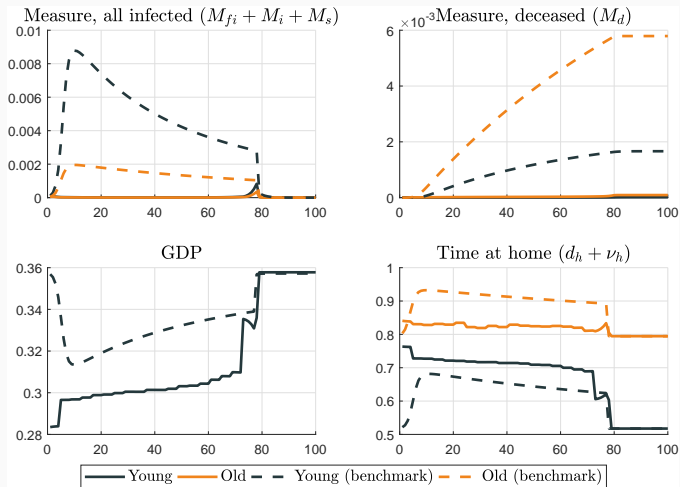 Measure, all infected (M_fi + M_i + M_s)
0.01
0.008
0.006
0.004
0.002
0
0 20 40 60 80 100
×10⁻³ Measure, deceased (M_d)
6
4
2
0
0 20 40 60 80 100
GDP
0.36
0.34
0.32
0.3
0.28
0 20 40 60 80 100
Time at home (d_h + ν_h)
1
0.9
0.8
0.7
0.6
0.5
0 20 40 60 80 100
Young Old Young (benchmark) Old (benchmark)